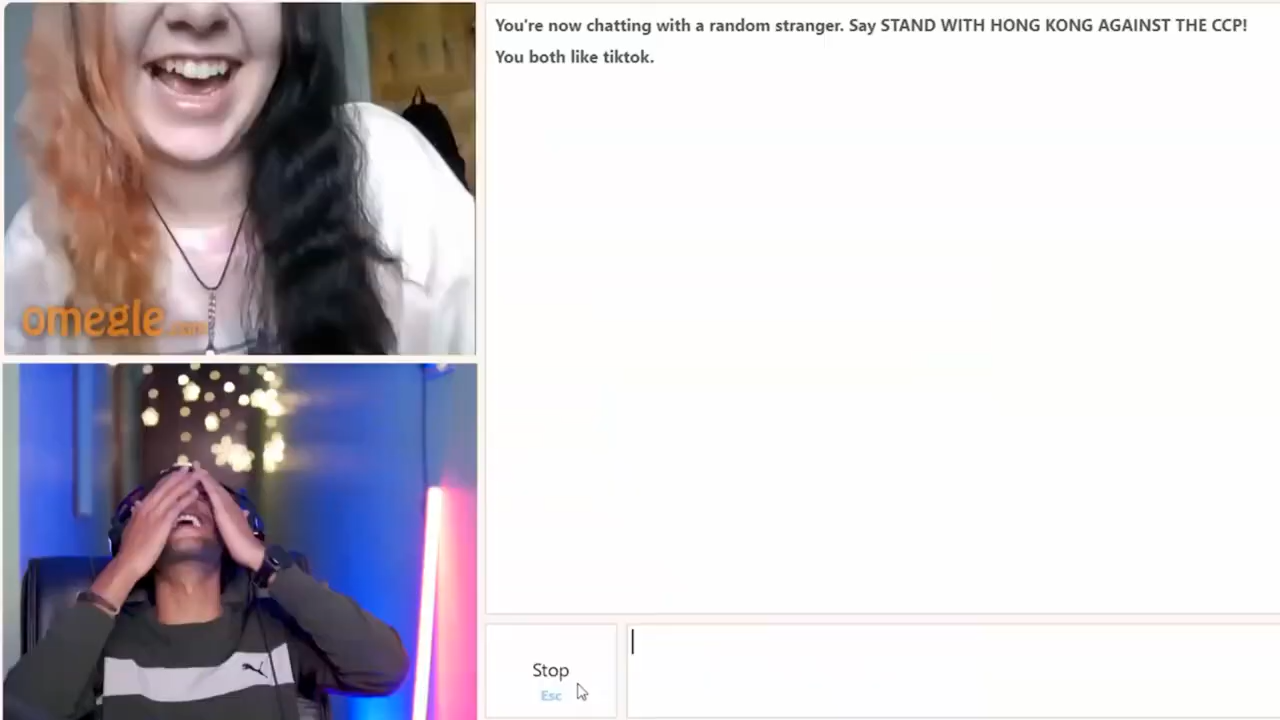 You're now chatting with a random stranger. Say STAND WITH HONG KONG AGAINST THE CCP!
You both like tiktok.
omegle.com
Stop
Esc